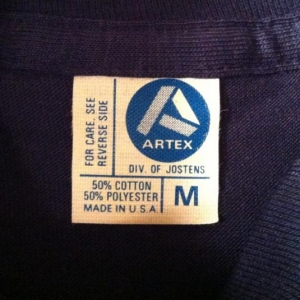 FOR CARE, SEE
REVERSE SIDE
ARTEX
DIV. OF JOSTENS
50% COTTON
50% POLYESTER
MADE IN U.S.A.
M